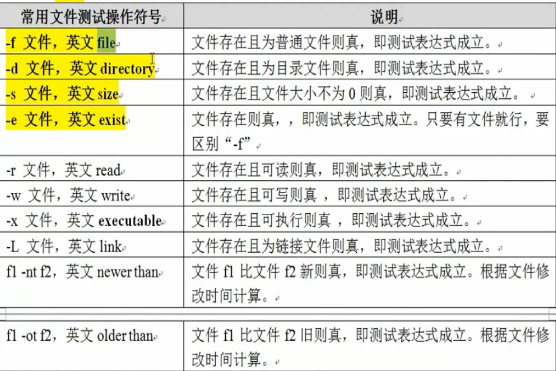 常用文件测试操作符号 说明
-f 文件，英文 file 文件存在且为普通文件则真，即测试表达式成立。
-d 文件，英文 directory 文件存在且为目录文件则真，即测试表达式成立。
-s 文件，英文 size 文件存在且文件大小不为 0 则真，即测试表达式成立。
-e 文件，英文 exist 文件存在则真，，即测试表达式成立。只要有文件就行，要
区别“-f”
-r 文件，英文 read 文件存在且可读则真，即测试表达式成立。
-w 文件，英文 write 文件存在且可写则真 ，即测试表达式成立。
-x 文件，英文 executable 文件存在且可执行则真 ，即测试表达式成立。
-L 文件，英文 link 文件存在且为链接文件则真，即测试表达式成立。
f1 -nt f2，英文 newer than 文件 f1 比文件 f2 新则真，即测试表达式成立。根据文件修
改时间计算。
f1 -ot f2，英文 older than 文件 f1 比文件 f2 旧则真，即测试表达式成立。根据文件修
改时间计算。